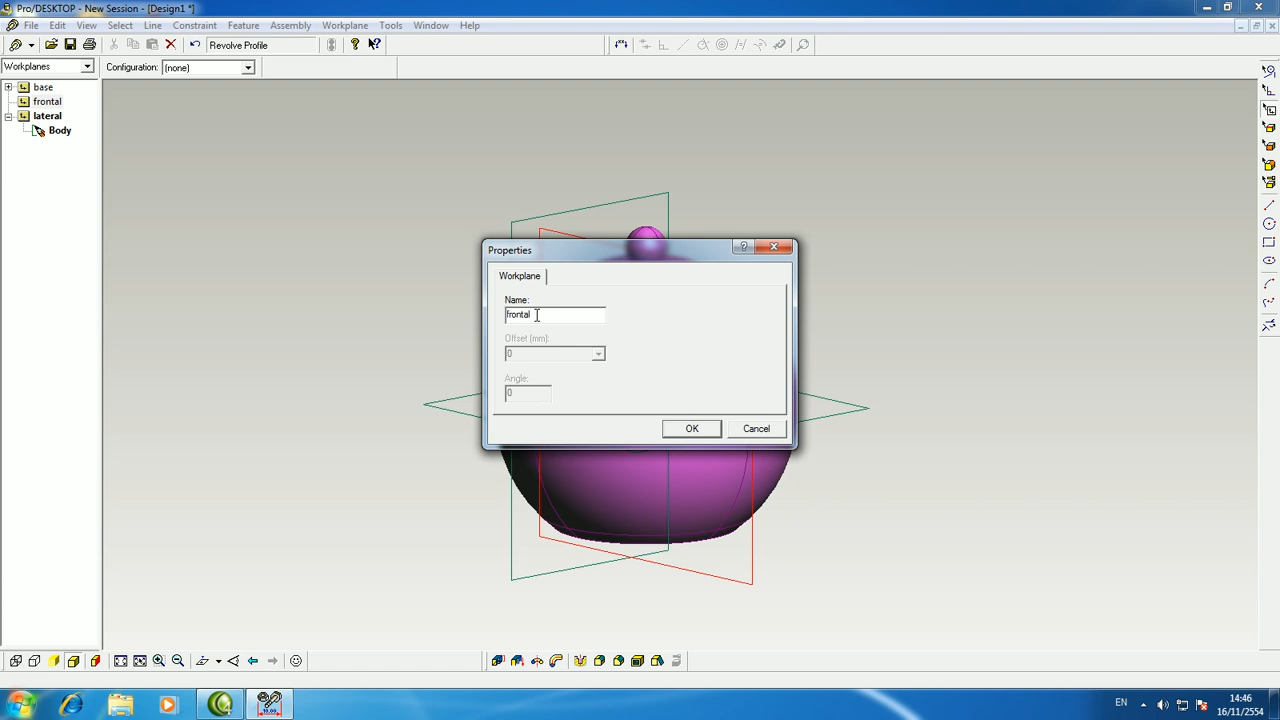 Pro/DESKTOP - New Session - [Design1 *]
File Edit View Select Line Constraint Feature Assembly Workplane Tools Window Help
Revolve Profile
Workplanes
Configuration: (none)
base
frontal
lateral
Body
Properties
Workplane
Name:
frontal
Offset (mm):
0
Angle:
0
OK Cancel
EN
14:46
16/11/2554